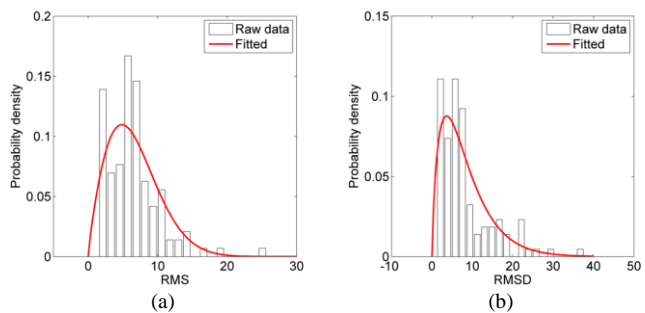 0.2
0.15
0.1
0.05
0
Probability density
0 10 20 30
RMS
Raw data
Fitted
(a)
0.15
0.1
0.05
0
Probability density
-10 0 10 20 30 40 50
RMSD
Raw data
Fitted
(b)